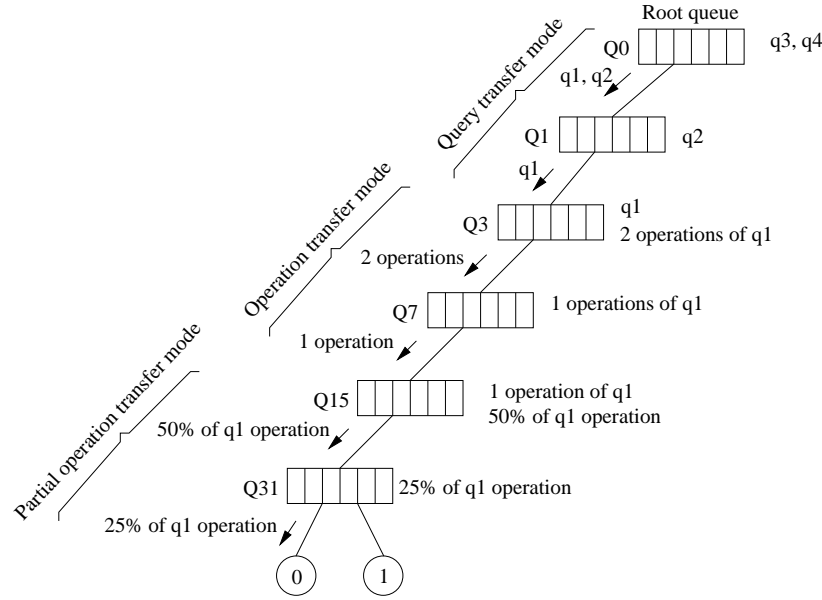 Root queue
Q0
q3, q4
Query transfer mode
q1, q2
Q1
q2
q1
Operation transfer mode
Q3
q1
2 operations of q1
2 operations
Q7
1 operations of q1
1 operation
Partial operation transfer mode
Q15
1 operation of q1
50% of q1 operation
50% of q1 operation
Q31
25% of q1 operation
25% of q1 operation
0
1